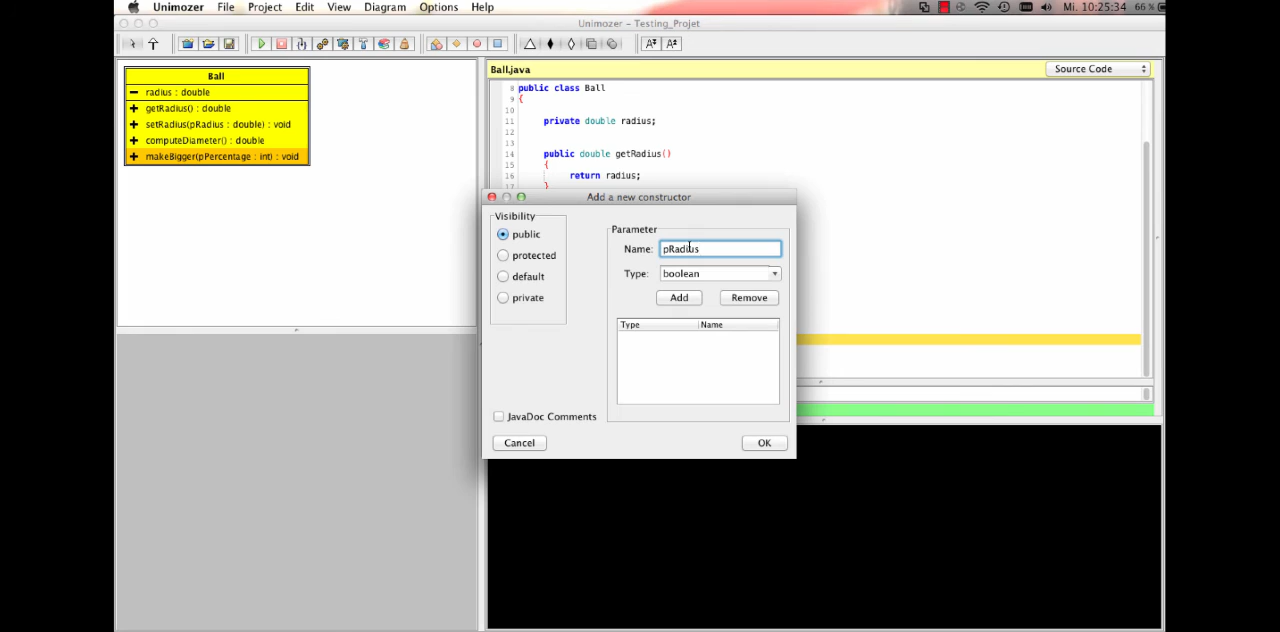 Unimozer File Project Edit View Diagram Options Help Mi. 10:25:34 66 %
Unimozer - Testing_Projet
Ball
radius : double
getRadius() : double
setRadius(pRadius : double) : void
computeDiameter() : double
makeBigger(pPercentage : int) : void
Ball.java
Source Code
8 public class Ball
9 {
10
11 private double radius;
12
13
14 public double getRadius()
15 {
16 return radius;
17 }
Add a new constructor
Visibility
public
protected
default
private
Parameter
Name: pRadius
Type: boolean
Add Remove
Type Name
JavaDoc Comments
Cancel OK